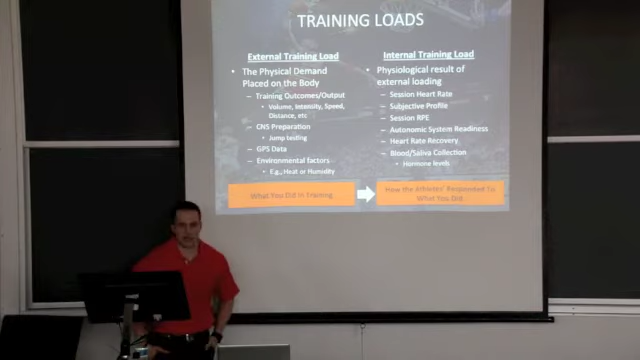 TRAINING LOADS
External Training Load
• The Physical Demand
Placed on the Body
– Training Outcomes/Output
• Volume, Intensity, Speed,
Distance, etc
– CNS Preparation
• Jump testing
– GPS Data
– Environmental factors
• E.g., Heat or Humidity
What You Did In Training
Internal Training Load
• Physiological result of
external loading
– Session Heart Rate
– Subjective Profile
– Session RPE
– Autonomic System Readiness
– Heart Rate Recovery
– Blood/Saliva Collection
• Hormone levels
How the Athletes' Responded To
What You Did